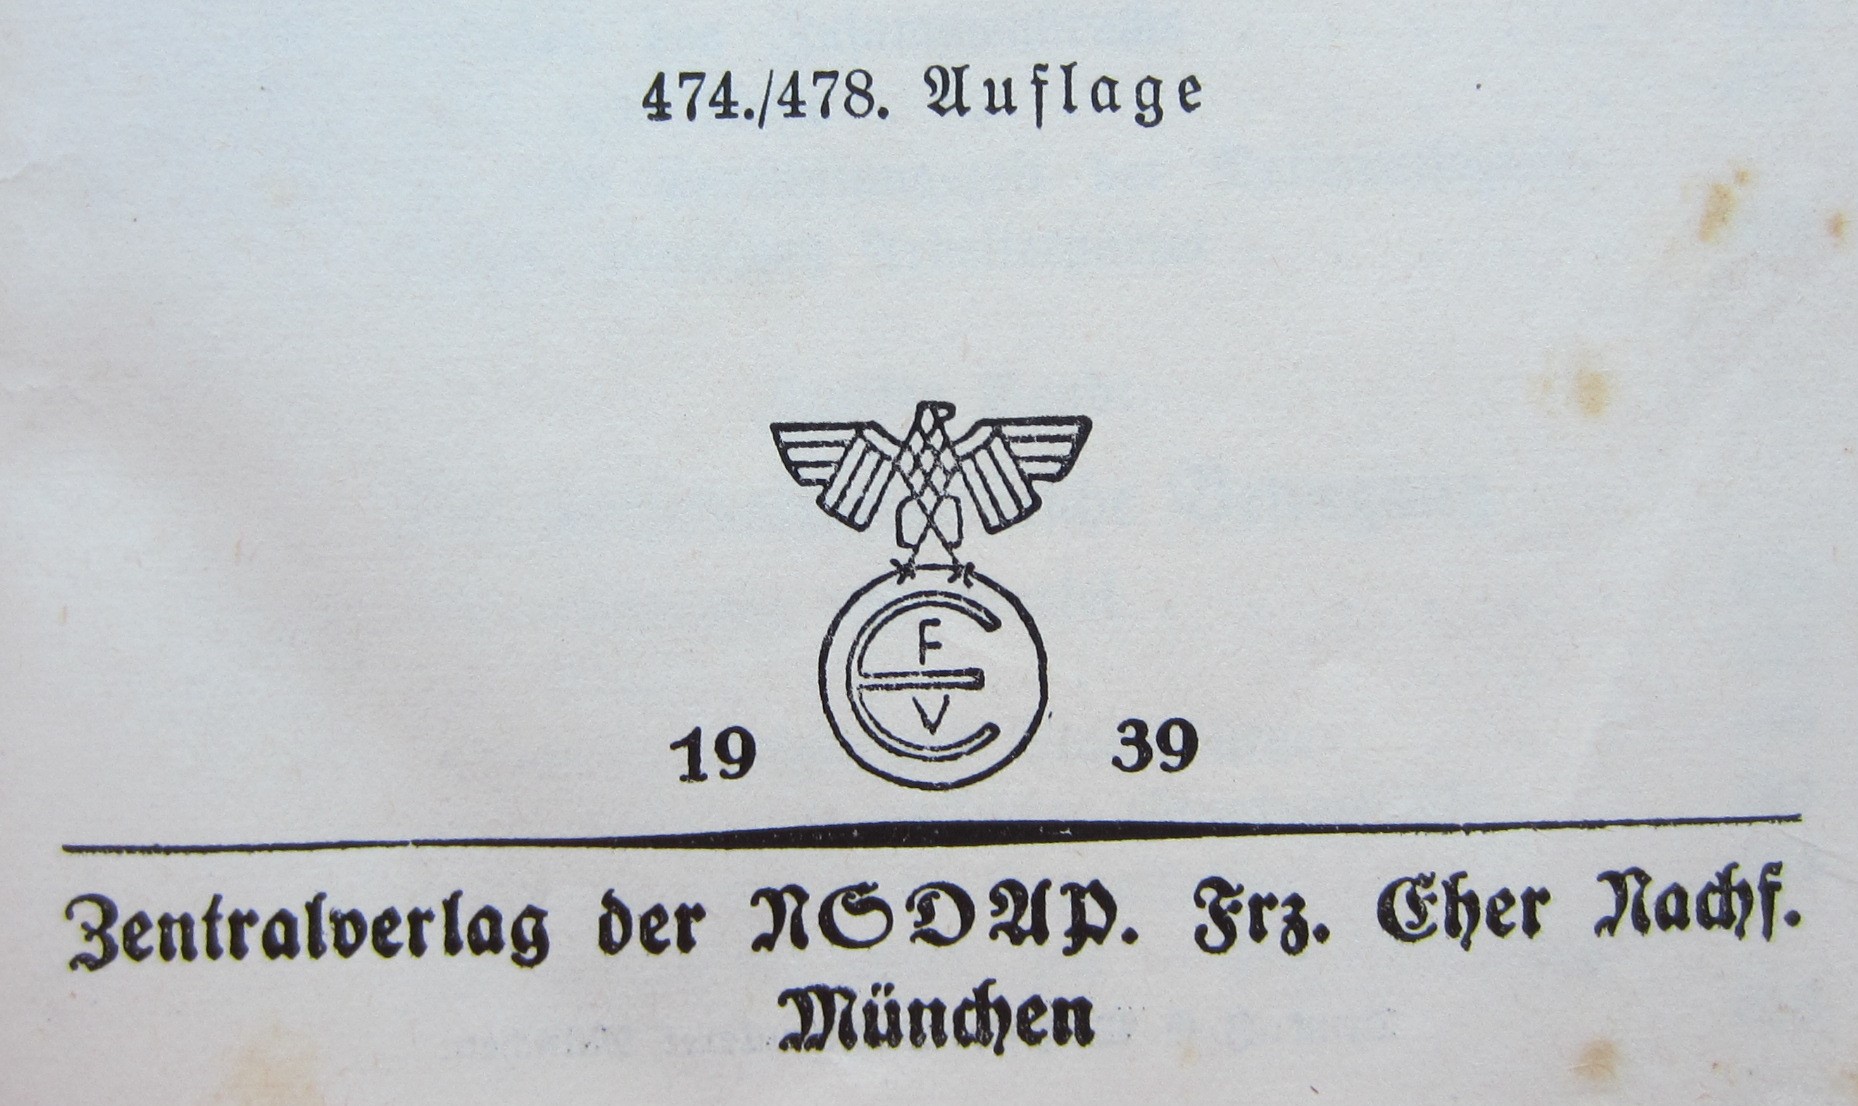 474./478. Auflage
F
E
V
19 39
Zentralverlag der NSDAP. Frz. Eher Nachf.
München